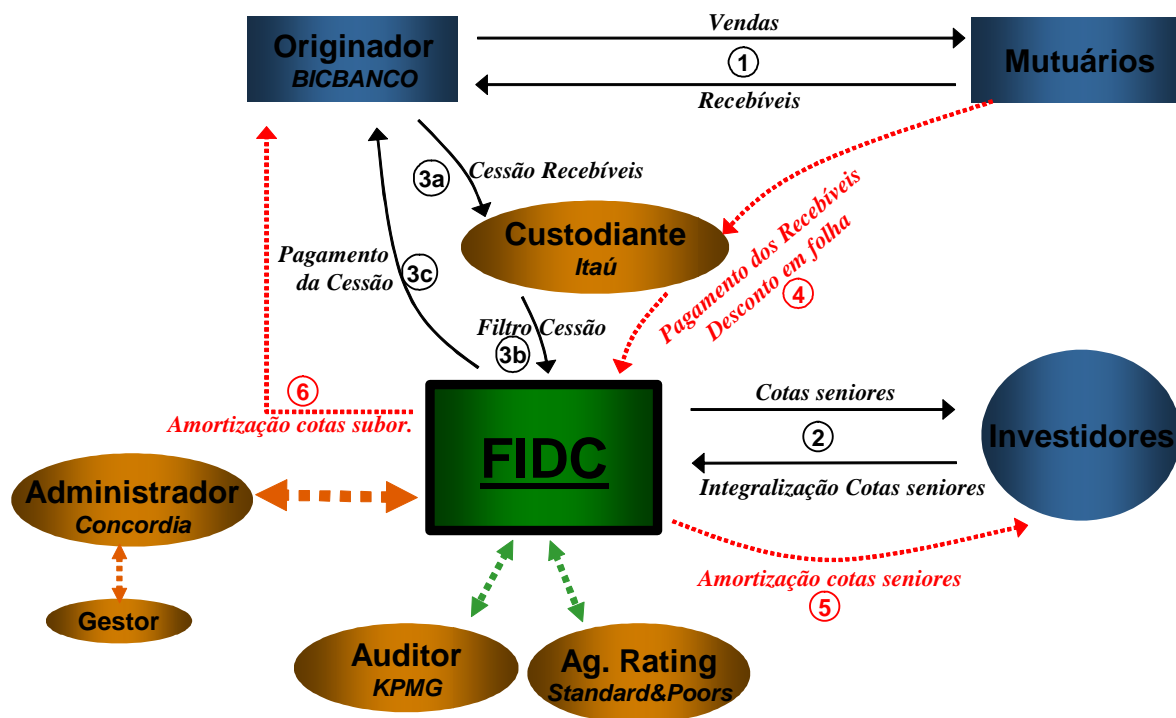 Originador
BICBANCO
Vendas
1
Recebíveis
Mutuários
3a
Cessão Recebíveis
Custodiante
Itaú
Pagamento
da Cessão
3c
Filtro Cessão
3b
Pagamento dos Recebíveis
Desconto em folha
4
6
Amortização cotas subor.
FIDC
Cotas seniores
2
Integralização Cotas seniores
Investidores
Administrador
Concordia
Amortização cotas seniores
5
Gestor
Auditor
KPMG
Ag. Rating
Standard&Poors